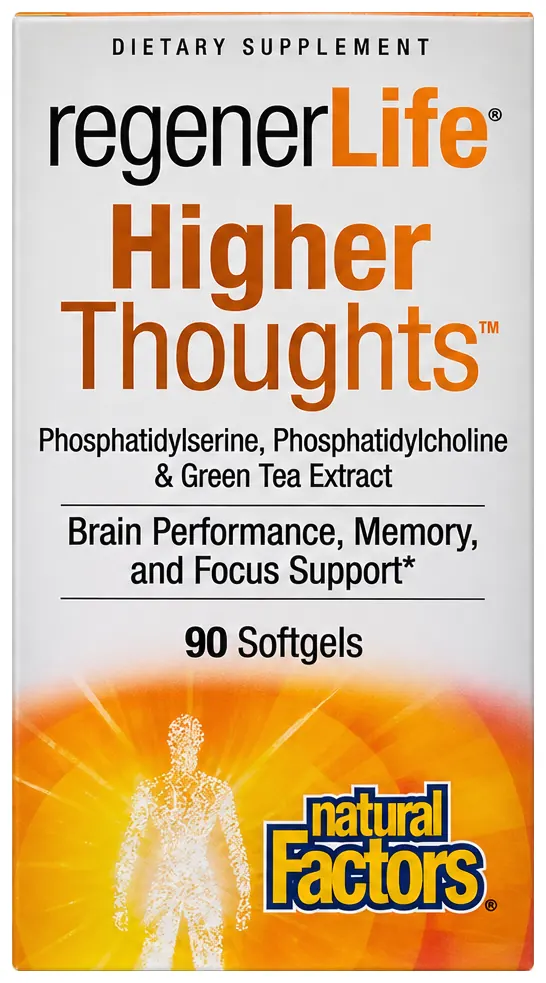 DIETARY SUPPLEMENT
regenerLife®
Higher
Thoughts™
Phosphatidylserine, Phosphatidylcholine
& Green Tea Extract
Brain Performance, Memory,
and Focus Support*
90 Softgels
natural
Factors®